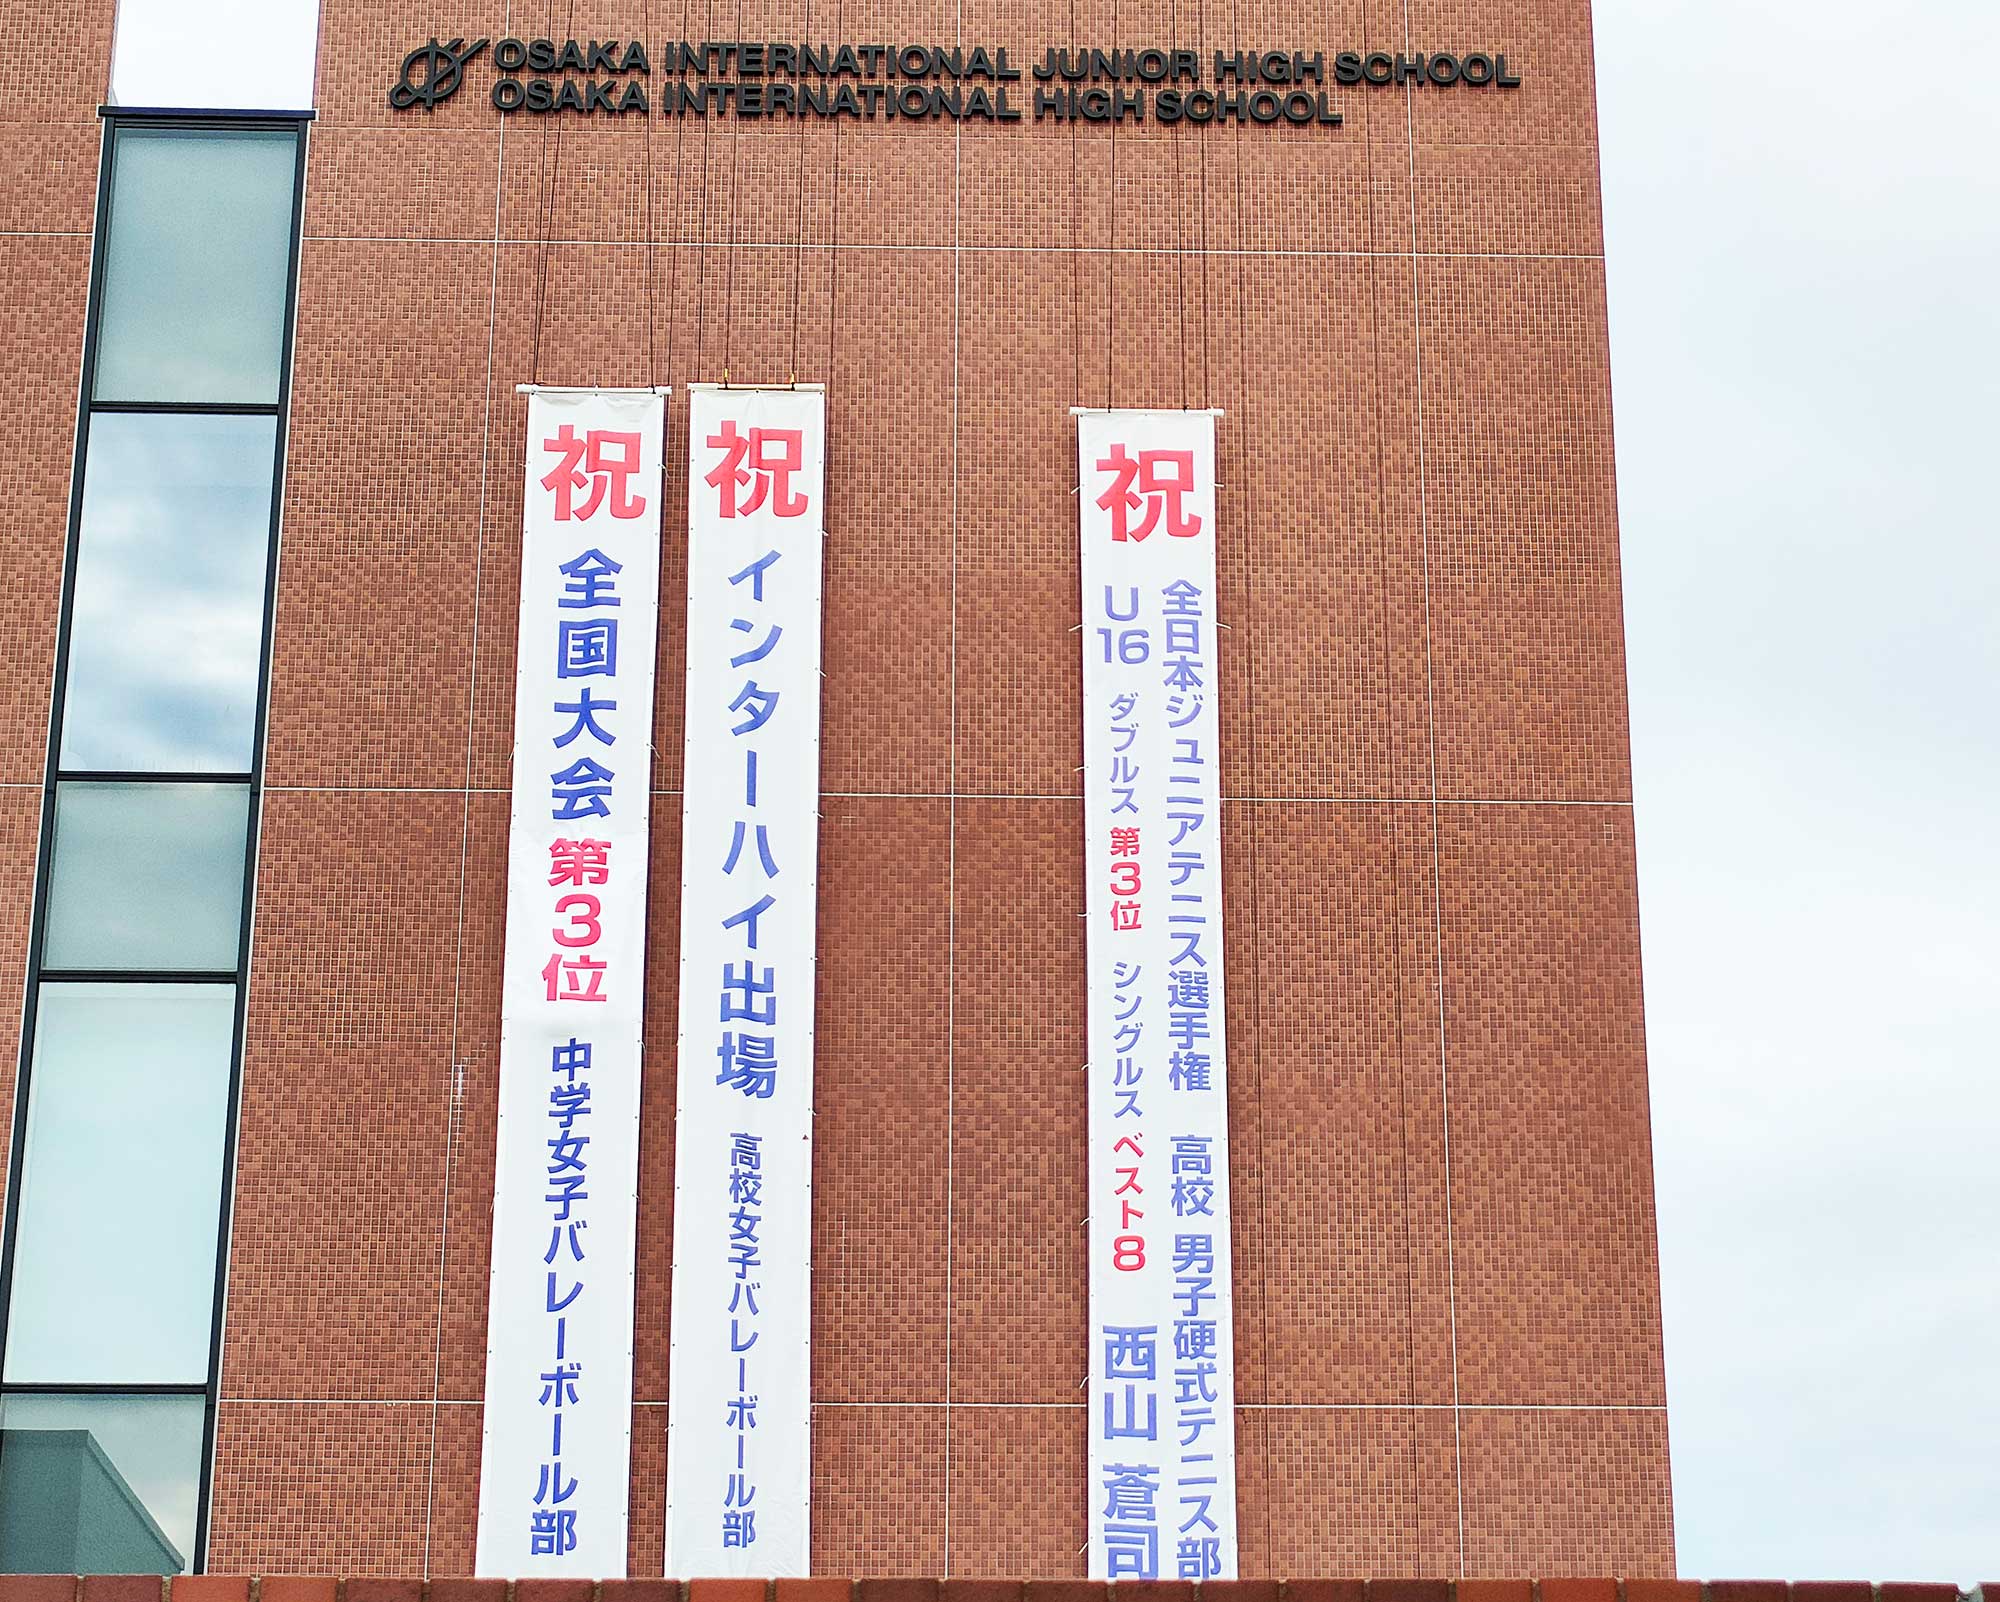 OSAKA INTERNATIONAL JUNIOR HIGH SCHOOL
OSAKA INTERNATIONAL HIGH SCHOOL
祝 全国大会 第3位 中学女子バレーボール部
祝 インターハイ出場 高校女子バレーボール部
祝
全日本ジュニアテニス選手権 高校 男子硬式テニス部
U16 ダブルス 第3位 シングルス ベスト8 西山 蒼司